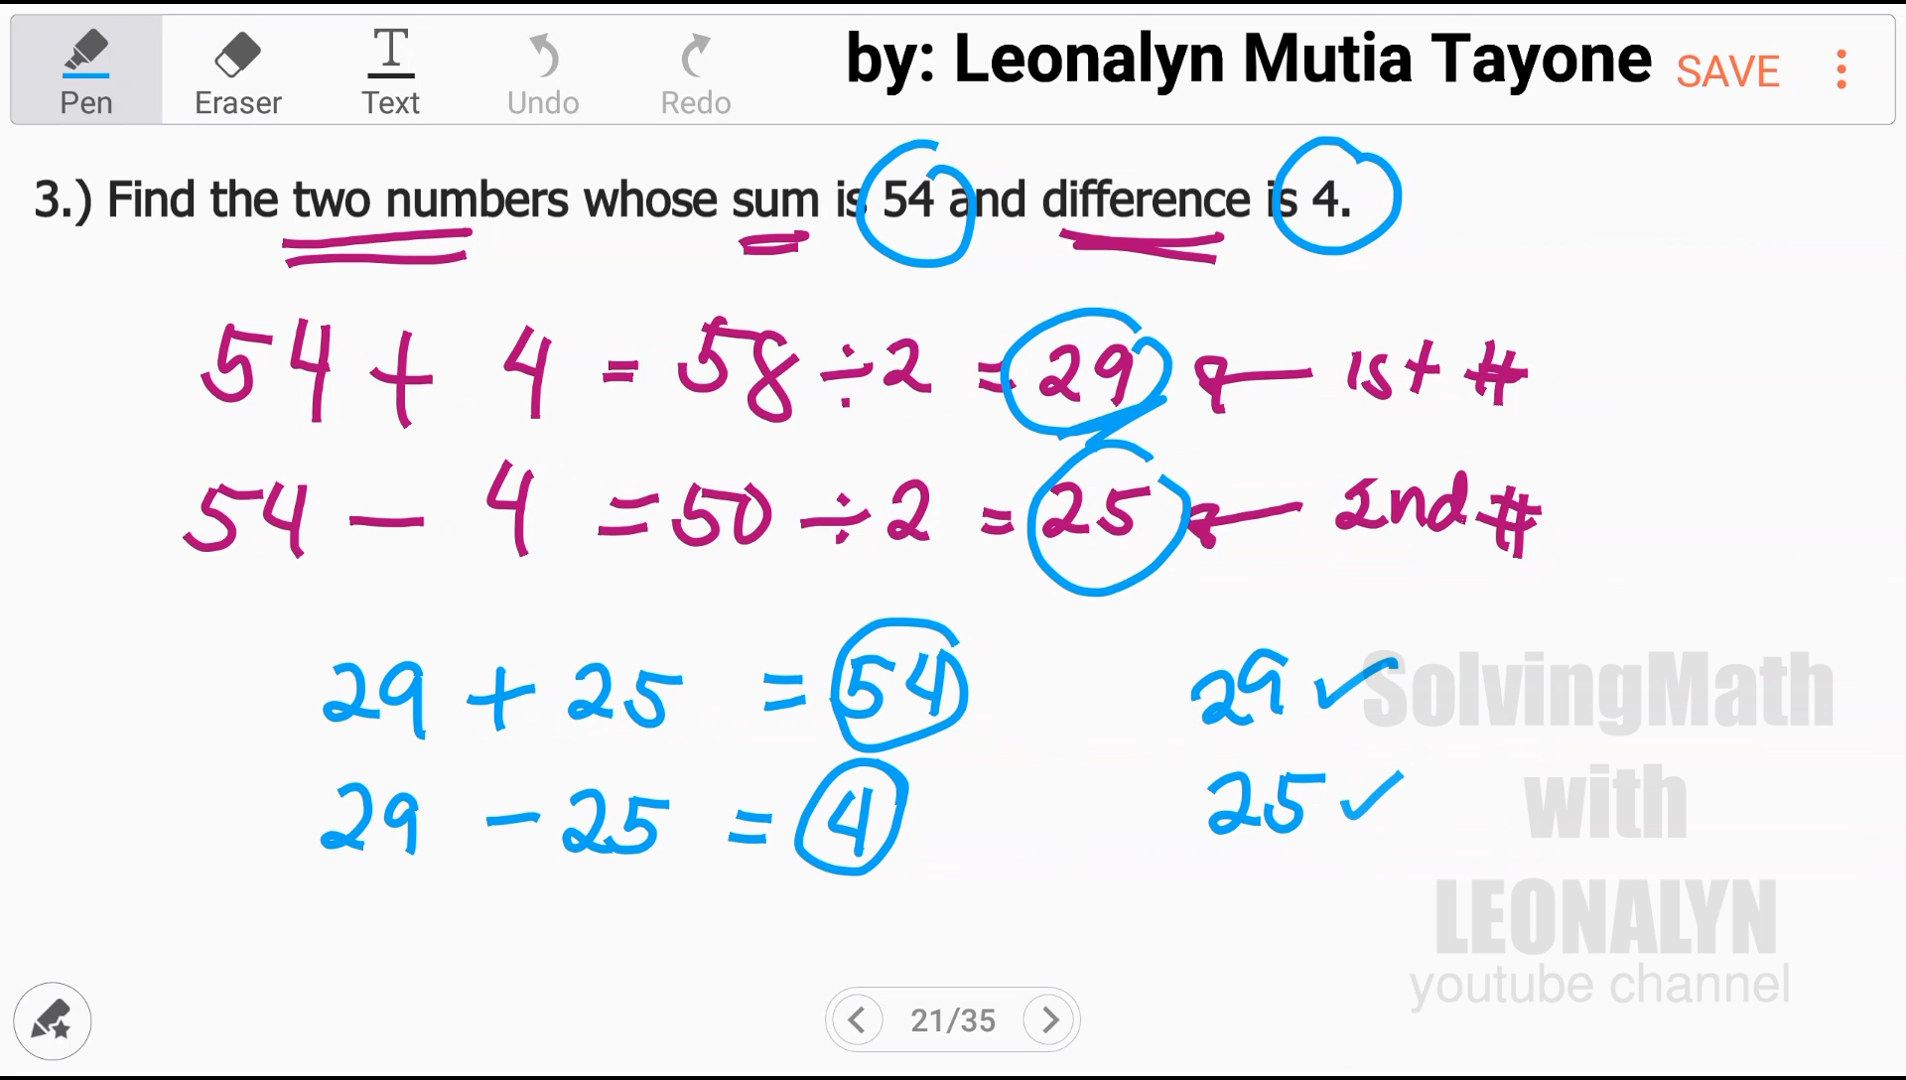 by: Leonalyn Mutia Tayone
Pen Eraser Text Undo Redo SAVE
3.) Find the two numbers whose sum is 54 and difference is 4.
54 + 4 = 58 ÷ 2 = 29 ← 1st #
54 - 4 = 50 ÷ 2 = 25 ← 2nd #
29 + 25 = 54 29 ✓
29 - 25 = 4 25 ✓
SolvingMath
with
LEONALYN
youtube channel
21/35